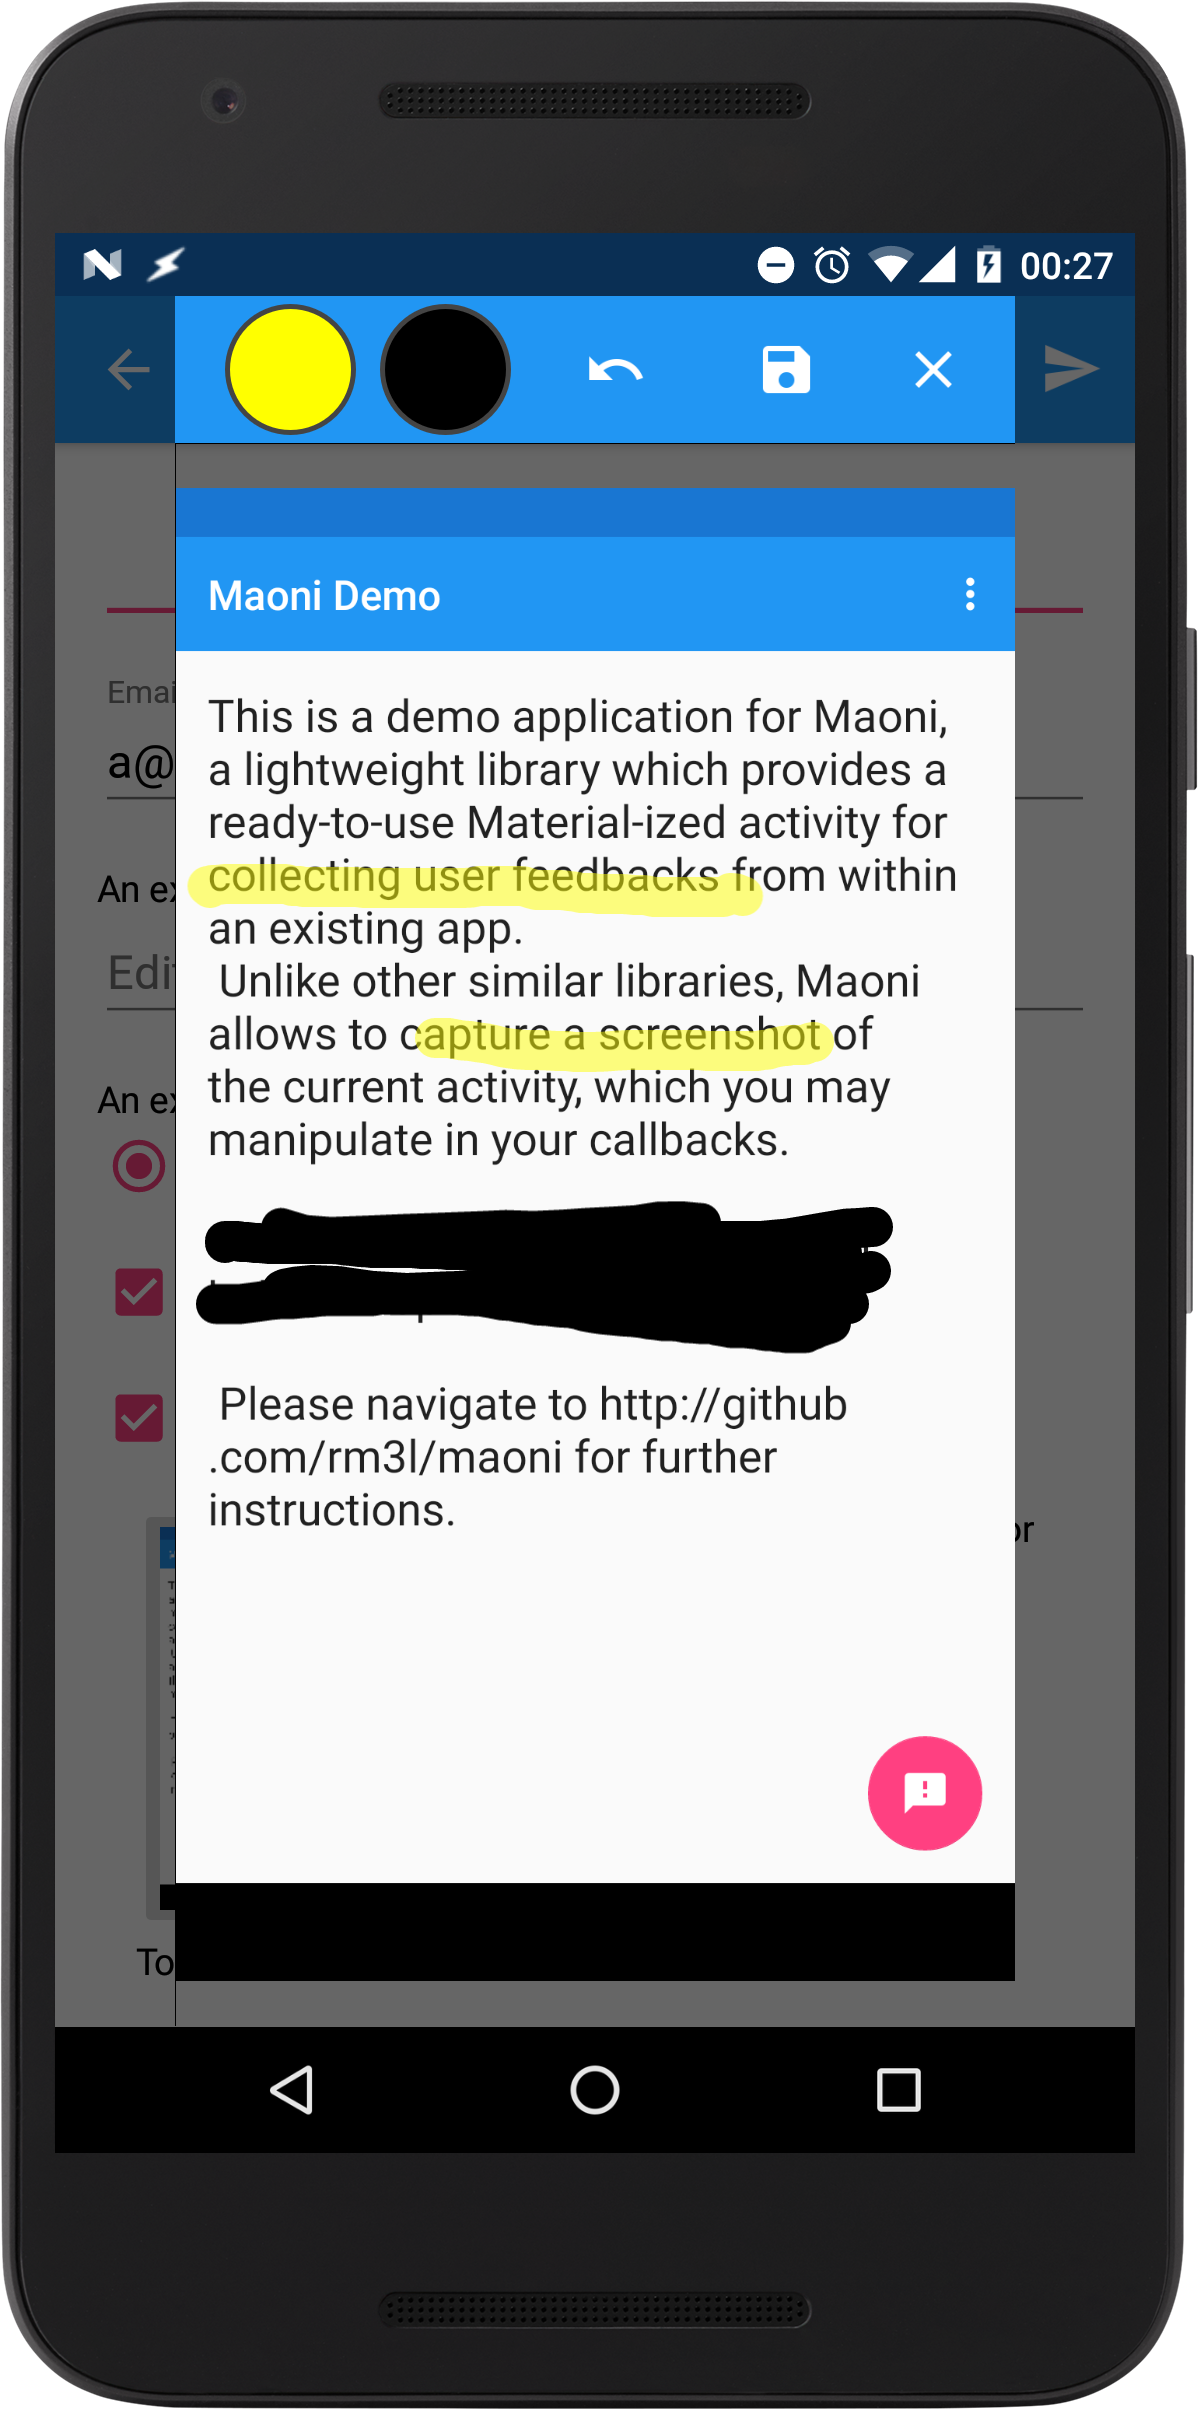 00:27
Maoni Demo
Emai
This is a demo application for Maoni,
a lightweight library which provides a
a@
ready-to-use Material-ized activity for
collecting user feedbacks from within
An ex
an existing app.
Edi
Unlike other similar libraries, Maoni
allows to capture a screenshot of
the current activity, which you may
An ex
manipulate in your callbacks.
Please navigate to http://github
.com/rm3l/maoni for further
instructions.
or
To